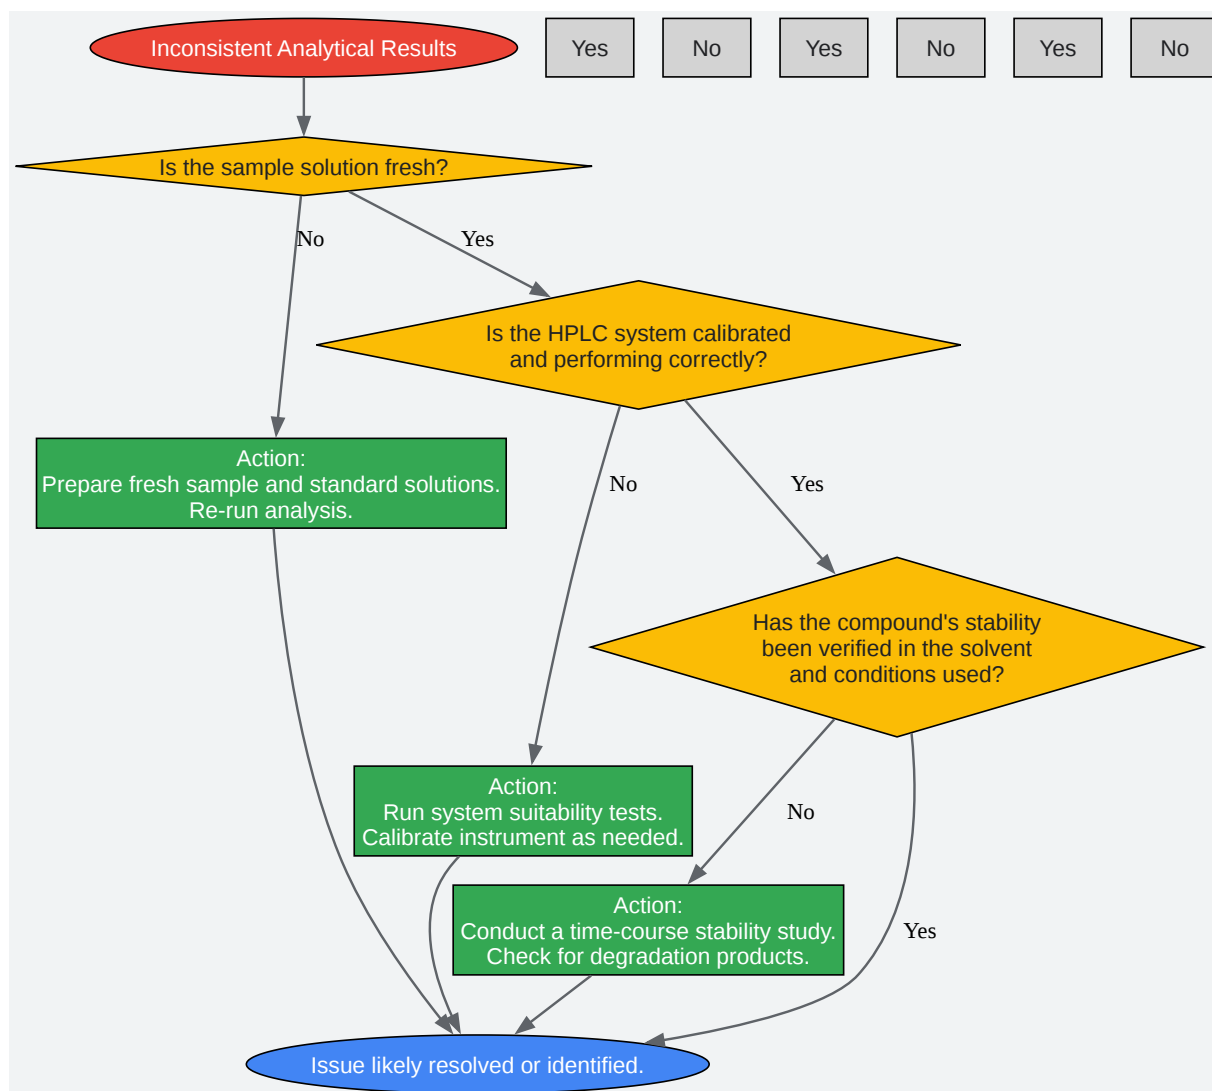 Inconsistent Analytical Results
Yes
No
Yes
No
Yes
No
Is the sample solution fresh?
No
Yes
Is the HPLC system calibrated
and performing correctly?
Action:
Prepare fresh sample and standard solutions.
Re-run analysis.
No
Yes
Has the compound's stability
been verified in the solvent
and conditions used?
Action:
Run system suitability tests.
Calibrate instrument as needed.
No
Action:
Conduct a time-course stability study.
Check for degradation products.
Yes
Issue likely resolved or identified.